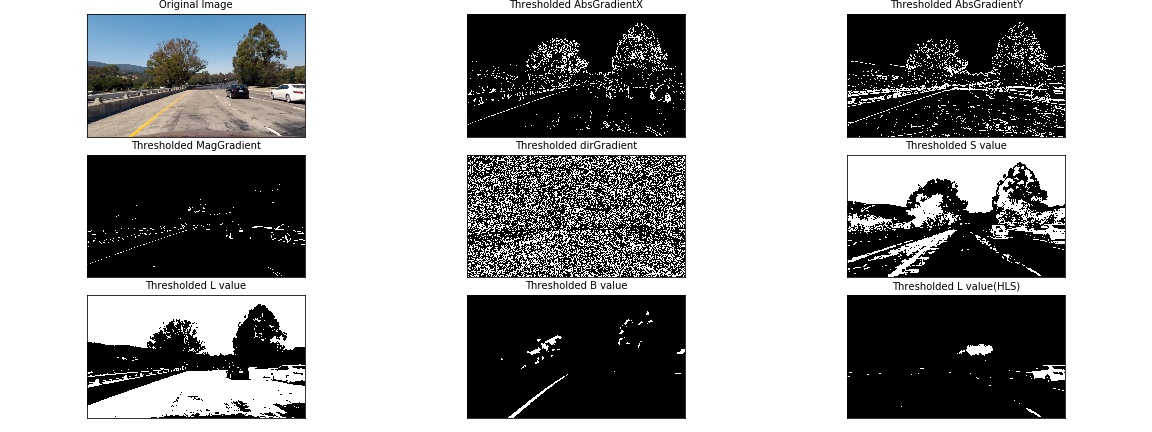 Original Image
Thresholded AbsGradientX
Thresholded AbsGradientY
Thresholded MagGradient
Thresholded dirGradient
Thresholded S value
Thresholded L value
Thresholded B value
Thresholded L value(HLS)